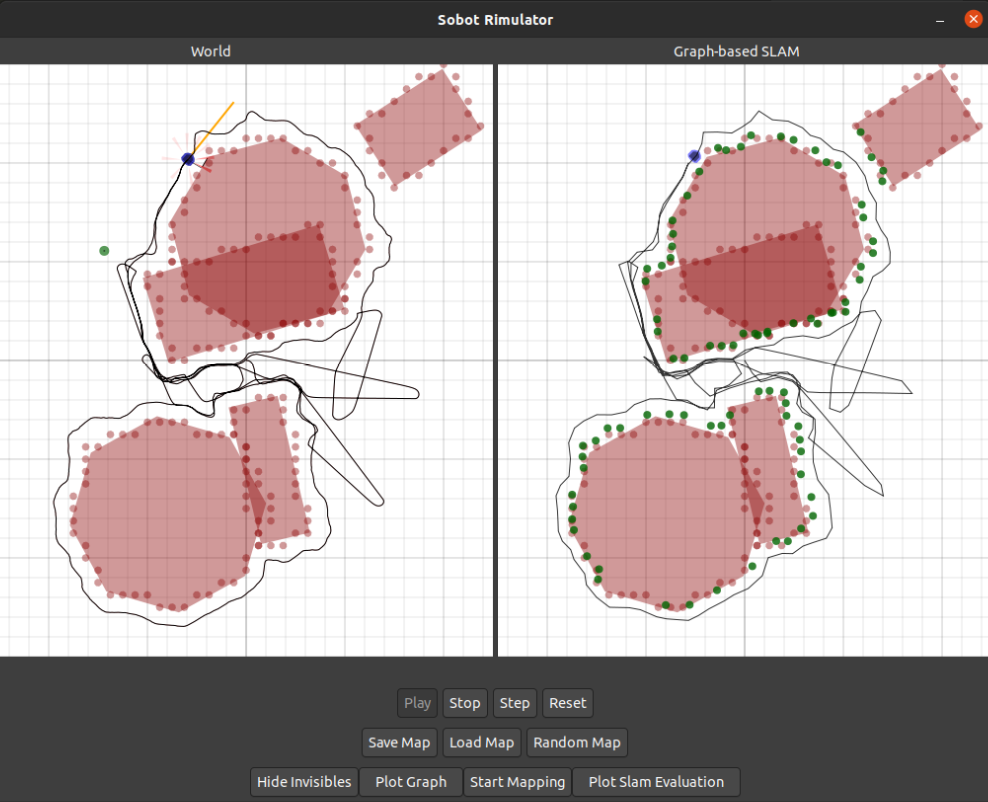 Sobot Rimulator
World Graph-based SLAM
Play Stop Step Reset
Save Map Load Map Random Map
Hide Invisibles Plot Graph Start Mapping Plot Slam Evaluation